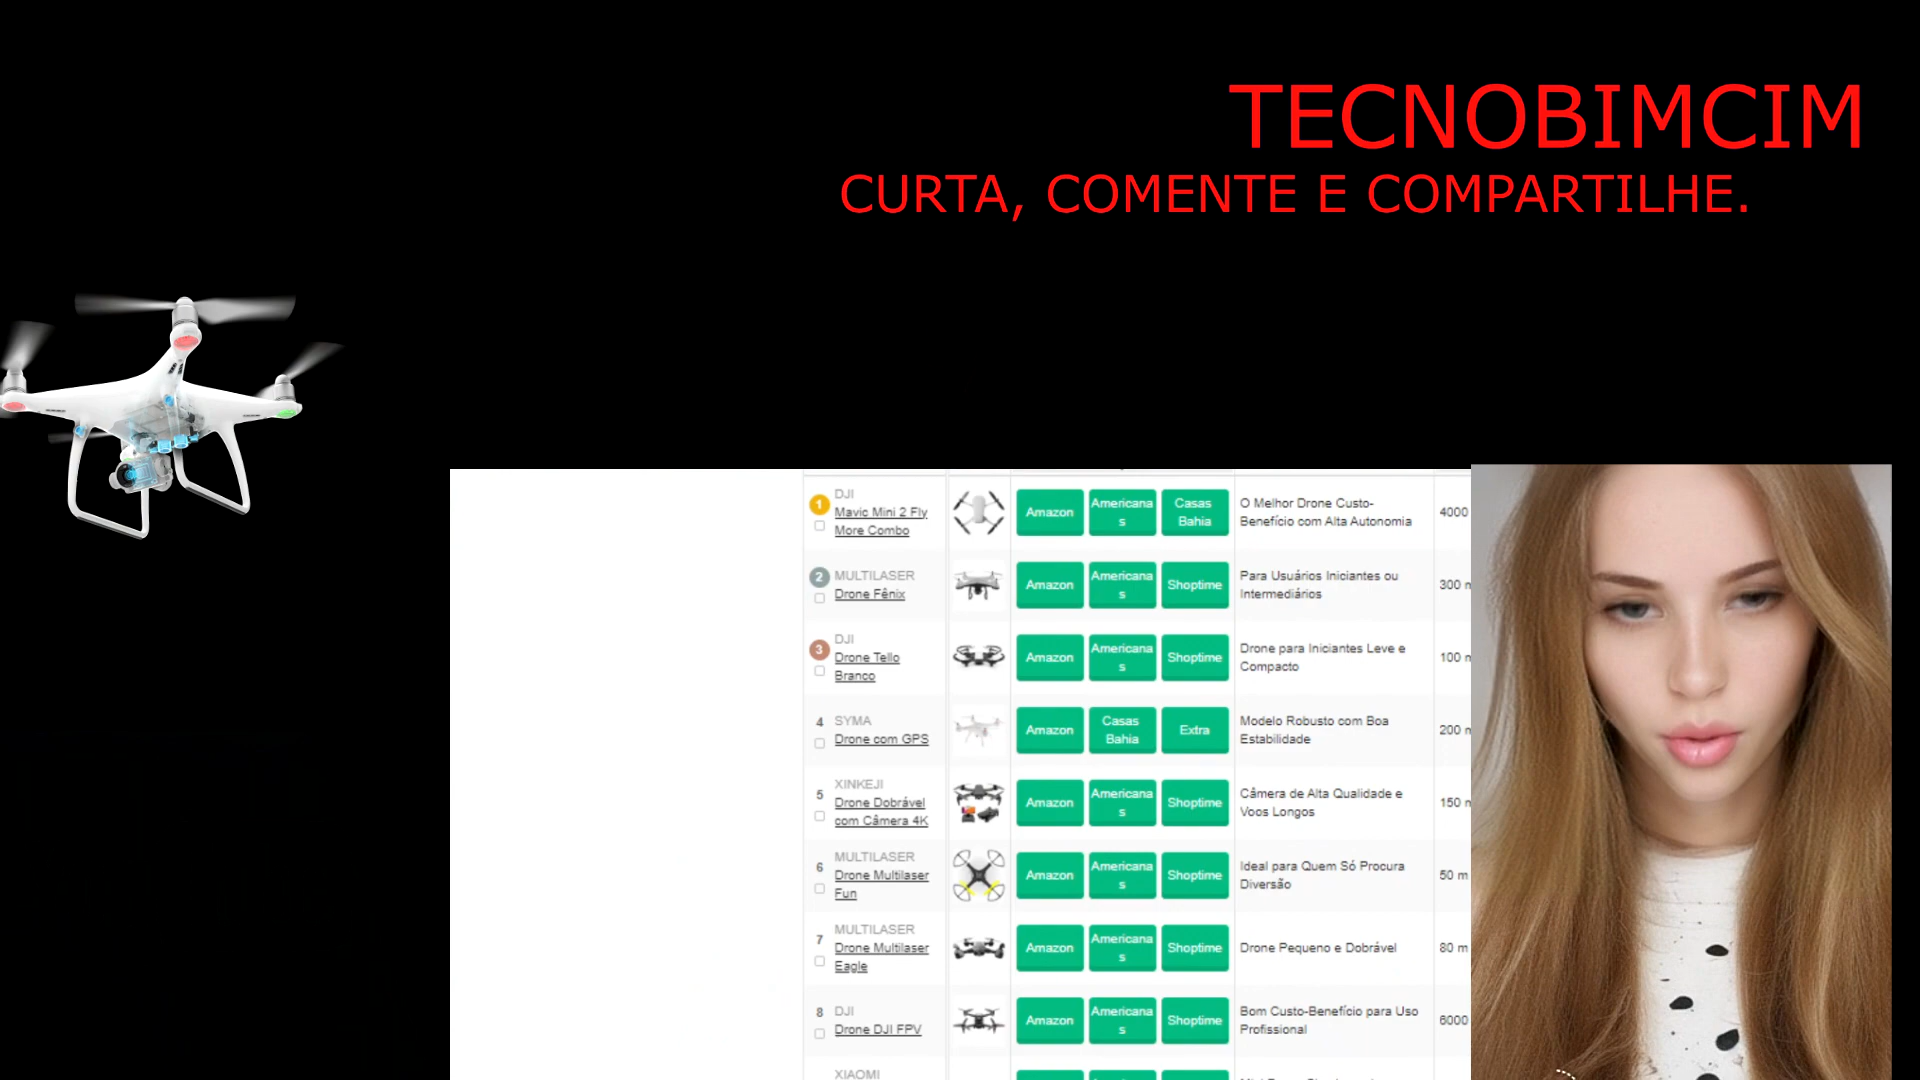 TECNOBIMCIM
CURTA, COMENTE E COMPARTILHE.
1
DJI
Mavic Mini 2 Fly
More Combo
Amazon
Americana
s
Casas
Bahia
O Melhor Drone Custo-
Benefício com Alta Autonomia
4000
2
MULTILASER
Drone Fênix
Amazon
Americana
s
Shoptime
Para Usuários Iniciantes ou
Intermediários
300 m
3
DJI
Drone Tello
Branco
Amazon
Americana
s
Shoptime
Drone para Iniciantes Leve e
Compacto
100 m
4
SYMA
Drone com GPS
Amazon
Casas
Bahia
Extra
Modelo Robusto com Boa
Estabilidade
200 m
5
XINKEJI
Drone Dobrável
com Câmera 4K
Amazon
Americana
s
Shoptime
Câmera de Alta Qualidade e
Voos Longos
150 m
6
MULTILASER
Drone Multilaser
Fun
Amazon
Americana
s
Shoptime
Ideal para Quem Só Procura
Diversão
50 m
7
MULTILASER
Drone Multilaser
Eagle
Amazon
Americana
s
Shoptime
Drone Pequeno e Dobrável
80 m
8
DJI
Drone DJI FPV
Amazon
Americana
s
Shoptime
Bom Custo-Benefício para Uso
Profissional
6000
XIAOMI